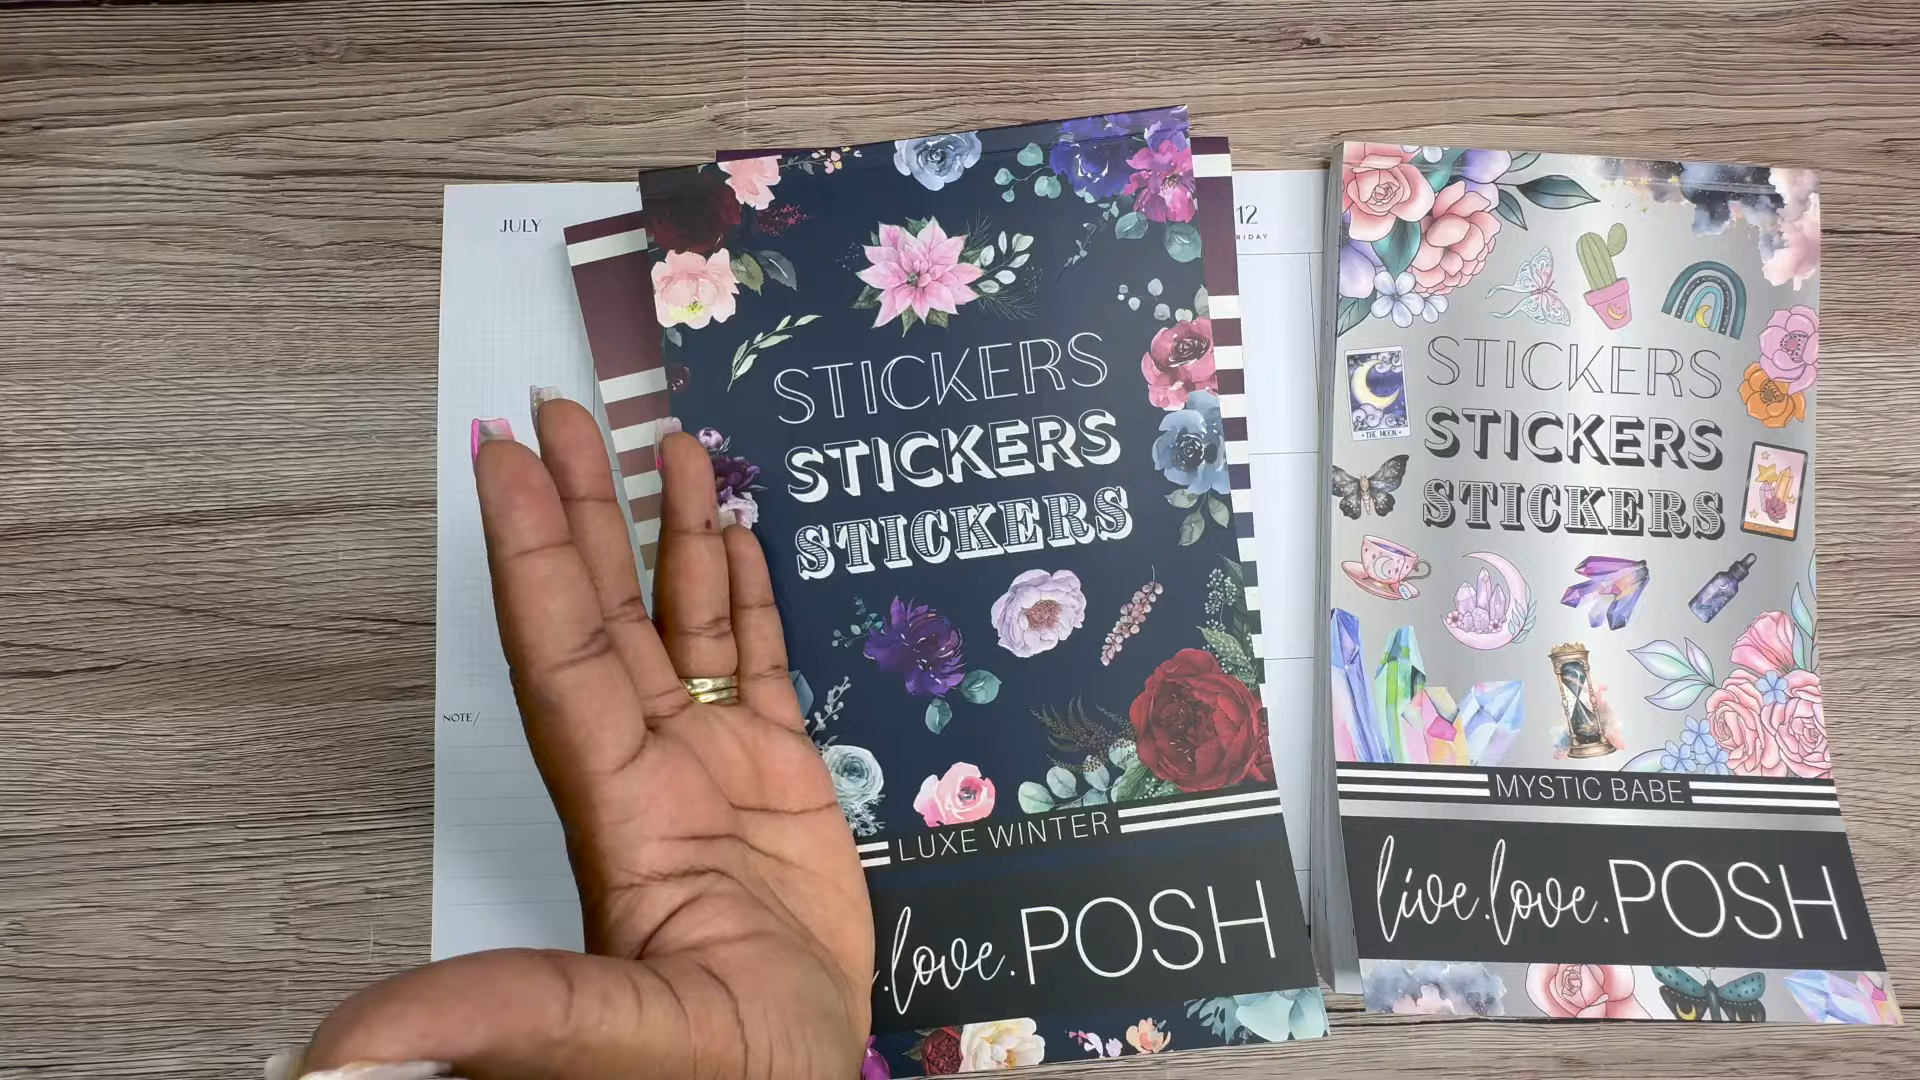 JULY
12
STICKERS
STICKERS
STICKERS
LUXE WINTER
.love.POSH
STICKERS
STICKERS
STICKERS
THE MOON
MYSTIC BABE
live.love.POSH
NOTE/